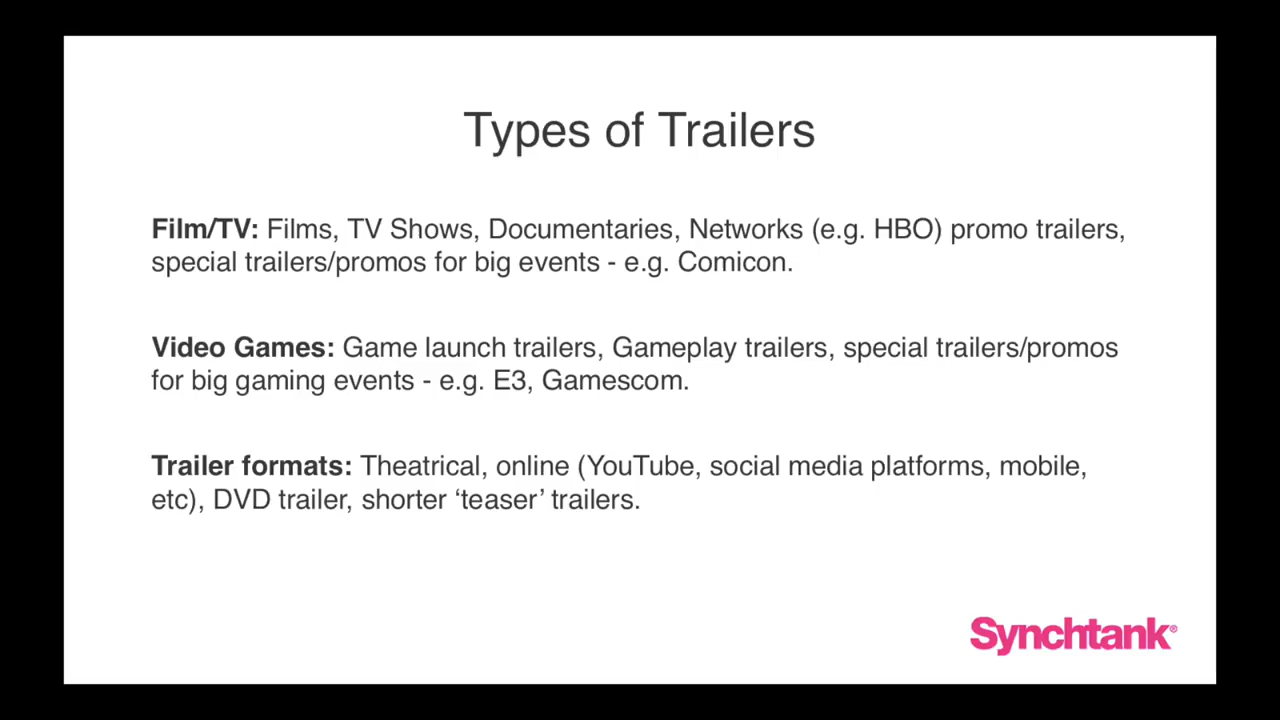 Types of Trailers
Film/TV: Films, TV Shows, Documentaries, Networks (e.g. HBO) promo trailers,
special trailers/promos for big events - e.g. Comicon.
Video Games: Game launch trailers, Gameplay trailers, special trailers/promos
for big gaming events - e.g. E3, Gamescom.
Trailer formats: Theatrical, online (YouTube, social media platforms, mobile,
etc), DVD trailer, shorter ‘teaser’ trailers.
Synchtank®